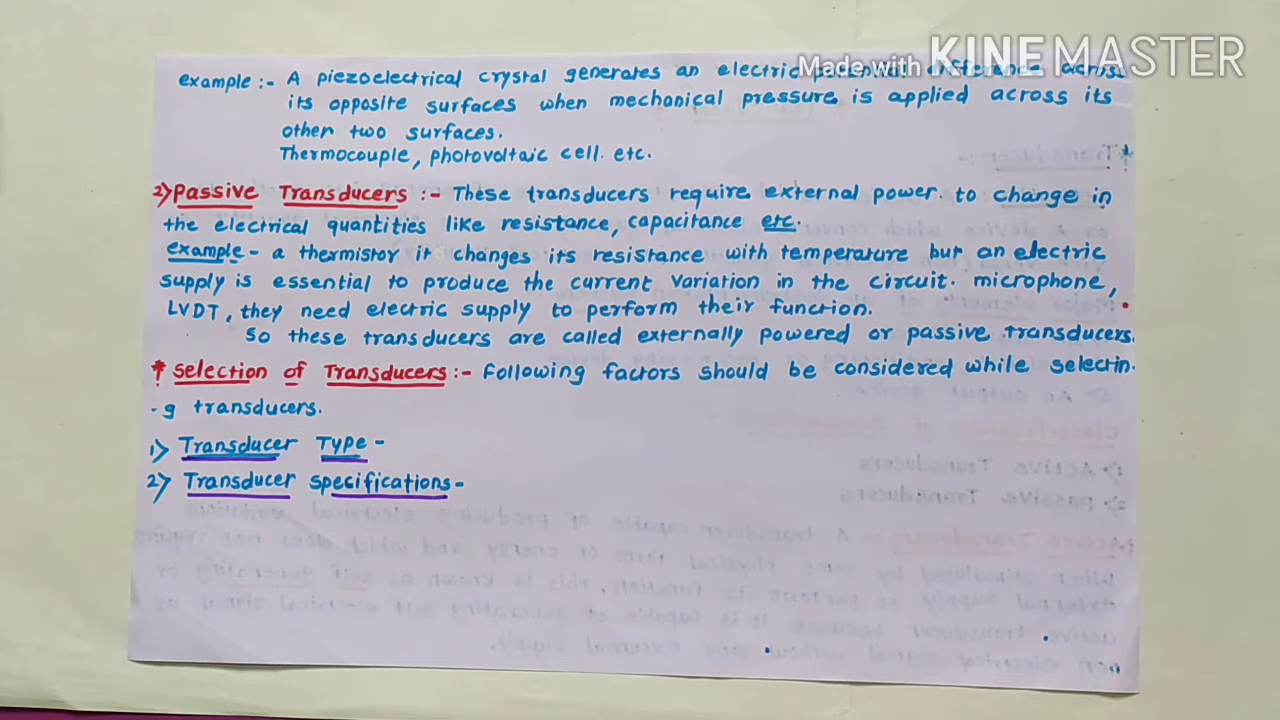 Made with KINEMASTER
example :- A piezoelectrical crystal generates an electric potential difference across
its opposite surfaces when mechanical pressure is applied across its
other two surfaces.
Thermocouple, photovoltaic cell. etc.
2) Passive Transducers :- These transducers require external power to change in
the electrical quantities like resistance, capacitance etc.
example - a thermistor it changes its resistance with temperature but an electric
supply is essential to produce the current variation in the circuit. microphone,
LVDT, they need electric supply to perform their function.
So these transducers are called externally powered or passive transducers.
* Selection of Transducers :- Following factors should be considered while selectin.
-g transducers.
1) Transducer Type -
2) Transducer specifications -